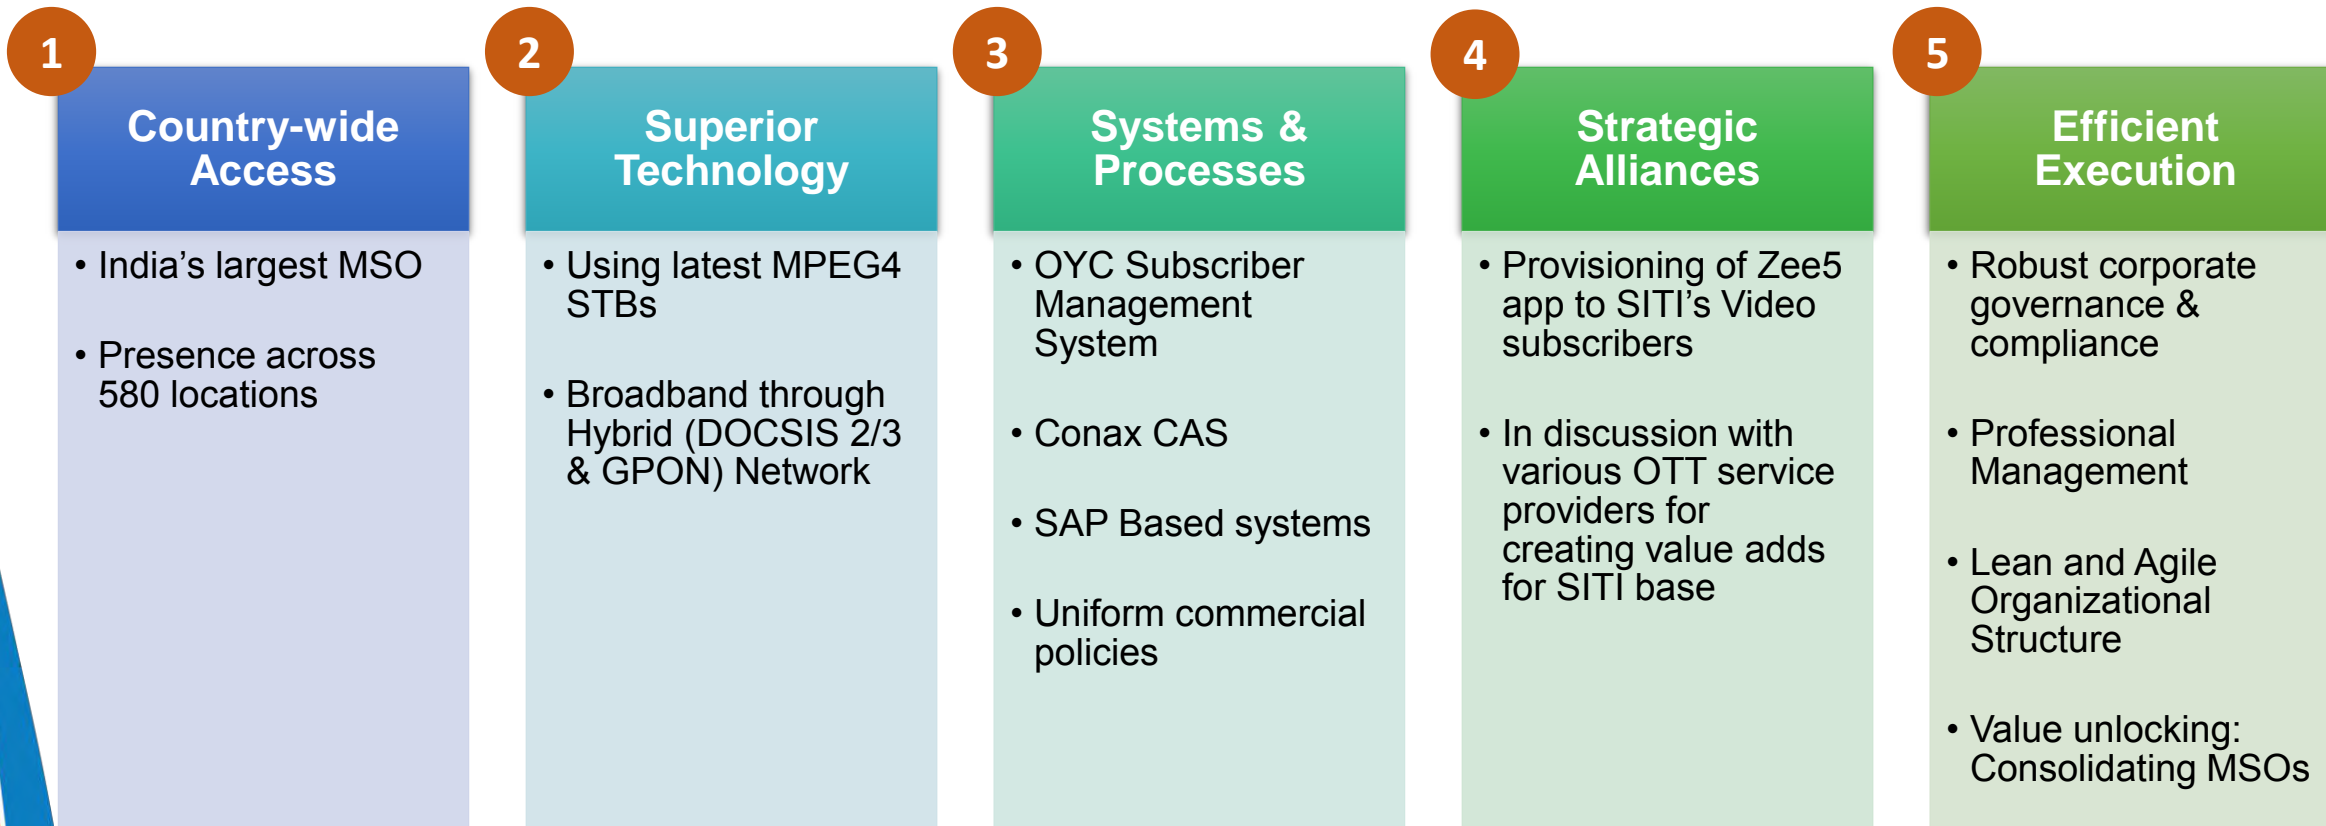 1
Country-wide
Access
• India’s largest MSO
• Presence across
580 locations
2
Superior
Technology
• Using latest MPEG4
STBs
• Broadband through
Hybrid (DOCSIS 2/3
& GPON) Network
3
Systems &
Processes
• OYC Subscriber
Management
System
• Conax CAS
• SAP Based systems
• Uniform commercial
policies
4
Strategic
Alliances
• Provisioning of Zee5
app to SITI’s Video
subscribers
• In discussion with
various OTT service
providers for
creating value adds
for SITI base
5
Efficient
Execution
• Robust corporate
governance &
compliance
• Professional
Management
• Lean and Agile
Organizational
Structure
• Value unlocking:
Consolidating MSOs